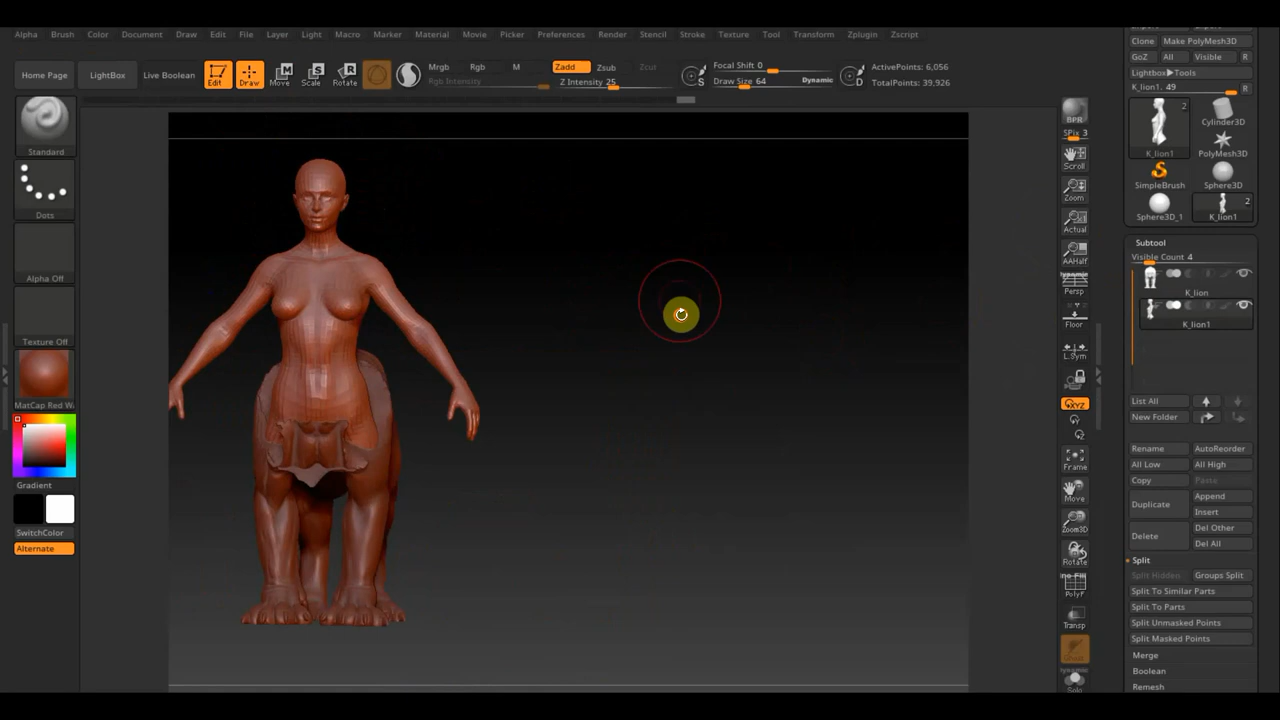 Alpha Brush Color Document Draw Edit File Layer Light Macro Marker Material Movie Picker Preferences Render Stencil Stroke Texture Tool Transform Zplugin Zscript
Home Page LightBox Live Boolean Edit Draw Move Scale Rotate
Mrgb Rgb M Zadd Zsub Zcut
Rgb Intensity Z Intensity 25
S Focal Shift 0
Draw Size 64 Dynamic
D ActivePoints: 6,056
TotalPoints: 39,926
Standard
Dots
Alpha Off
Texture Off
MatCap Red Wa
Gradient
SwitchColor
Alternate
BPR
SPix 3
Scroll
Zoom
Actual
AAHalf
Persp
Floor
L.Sym
XYZ
Y
Z
Frame
Move
Zoom3D
Rotate
PolyF
Transp
Solo
Clone Make PolyMesh3D
GoZ All Visible R
Lightbox▶Tools
K_lion1. 49 R
2
K_lion1
Cylinder3D
PolyMesh3D
SimpleBrush Sphere3D
2
Sphere3D_1 K_lion1
Subtool
Visible Count 4
K_lion
K_lion1
List All
New Folder
Rename AutoReorder
All Low All High
Copy Paste
Duplicate Append
Insert
Delete Del Other
Del All
Split
Split Hidden Groups Split
Split To Similar Parts
Split To Parts
Split Unmasked Points
Split Masked Points
Merge
Boolean
Remesh